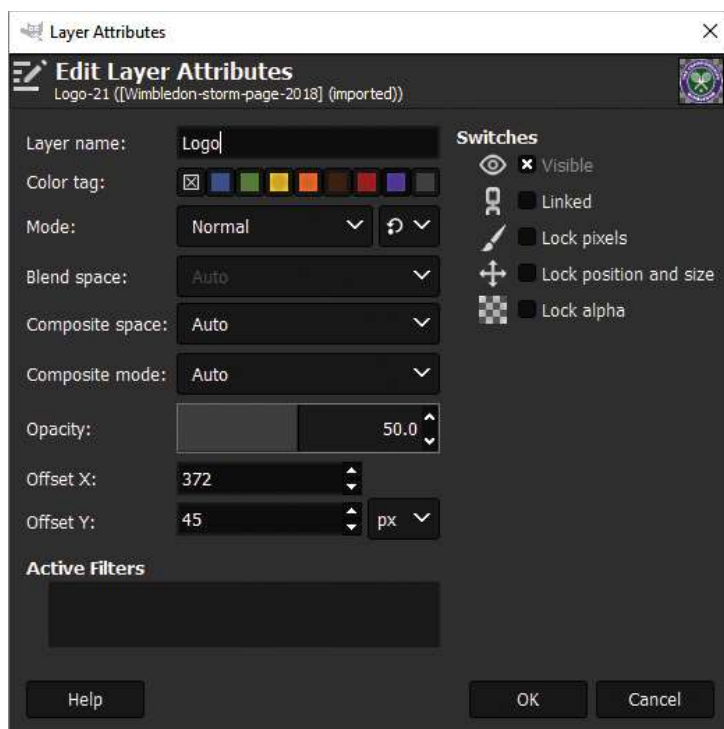 Layer Attributes
Edit Layer Attributes
Logo-21 ([Wimbledon-storm-page-2018] (imported))
Layer name: Logo
Color tag:
Mode: Normal
Blend space: Auto
Composite space: Auto
Composite mode: Auto
Opacity: 50.0
Offset X: 372
Offset Y: 45 px
Active Filters
Switches
Visible
Linked
Lock pixels
Lock position and size
Lock alpha
Help OK Cancel